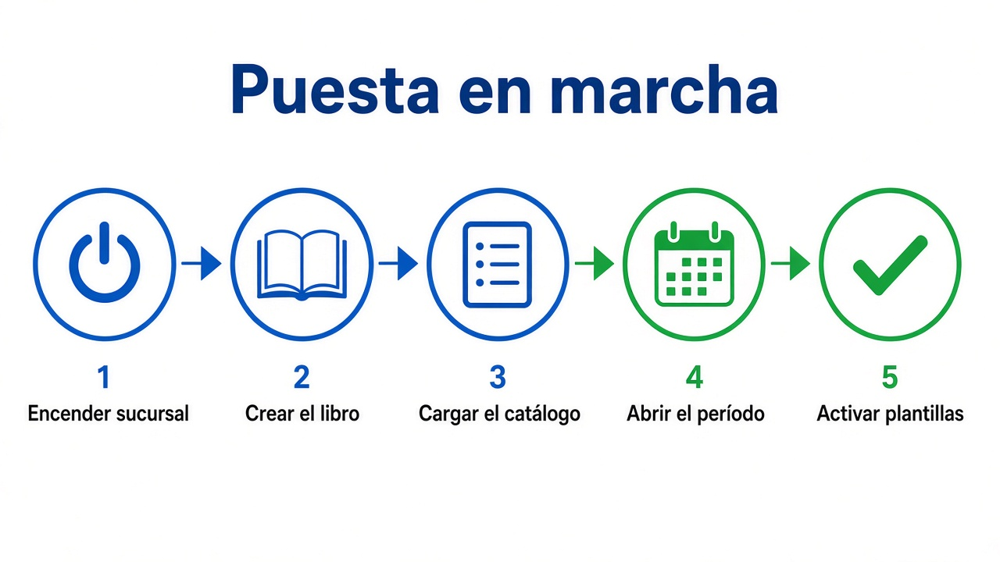 Puesta en marcha
1
Encender sucursal
2
Crear el libro
3
Cargar el catálogo
4
Abrir el período
5
Activar plantillas